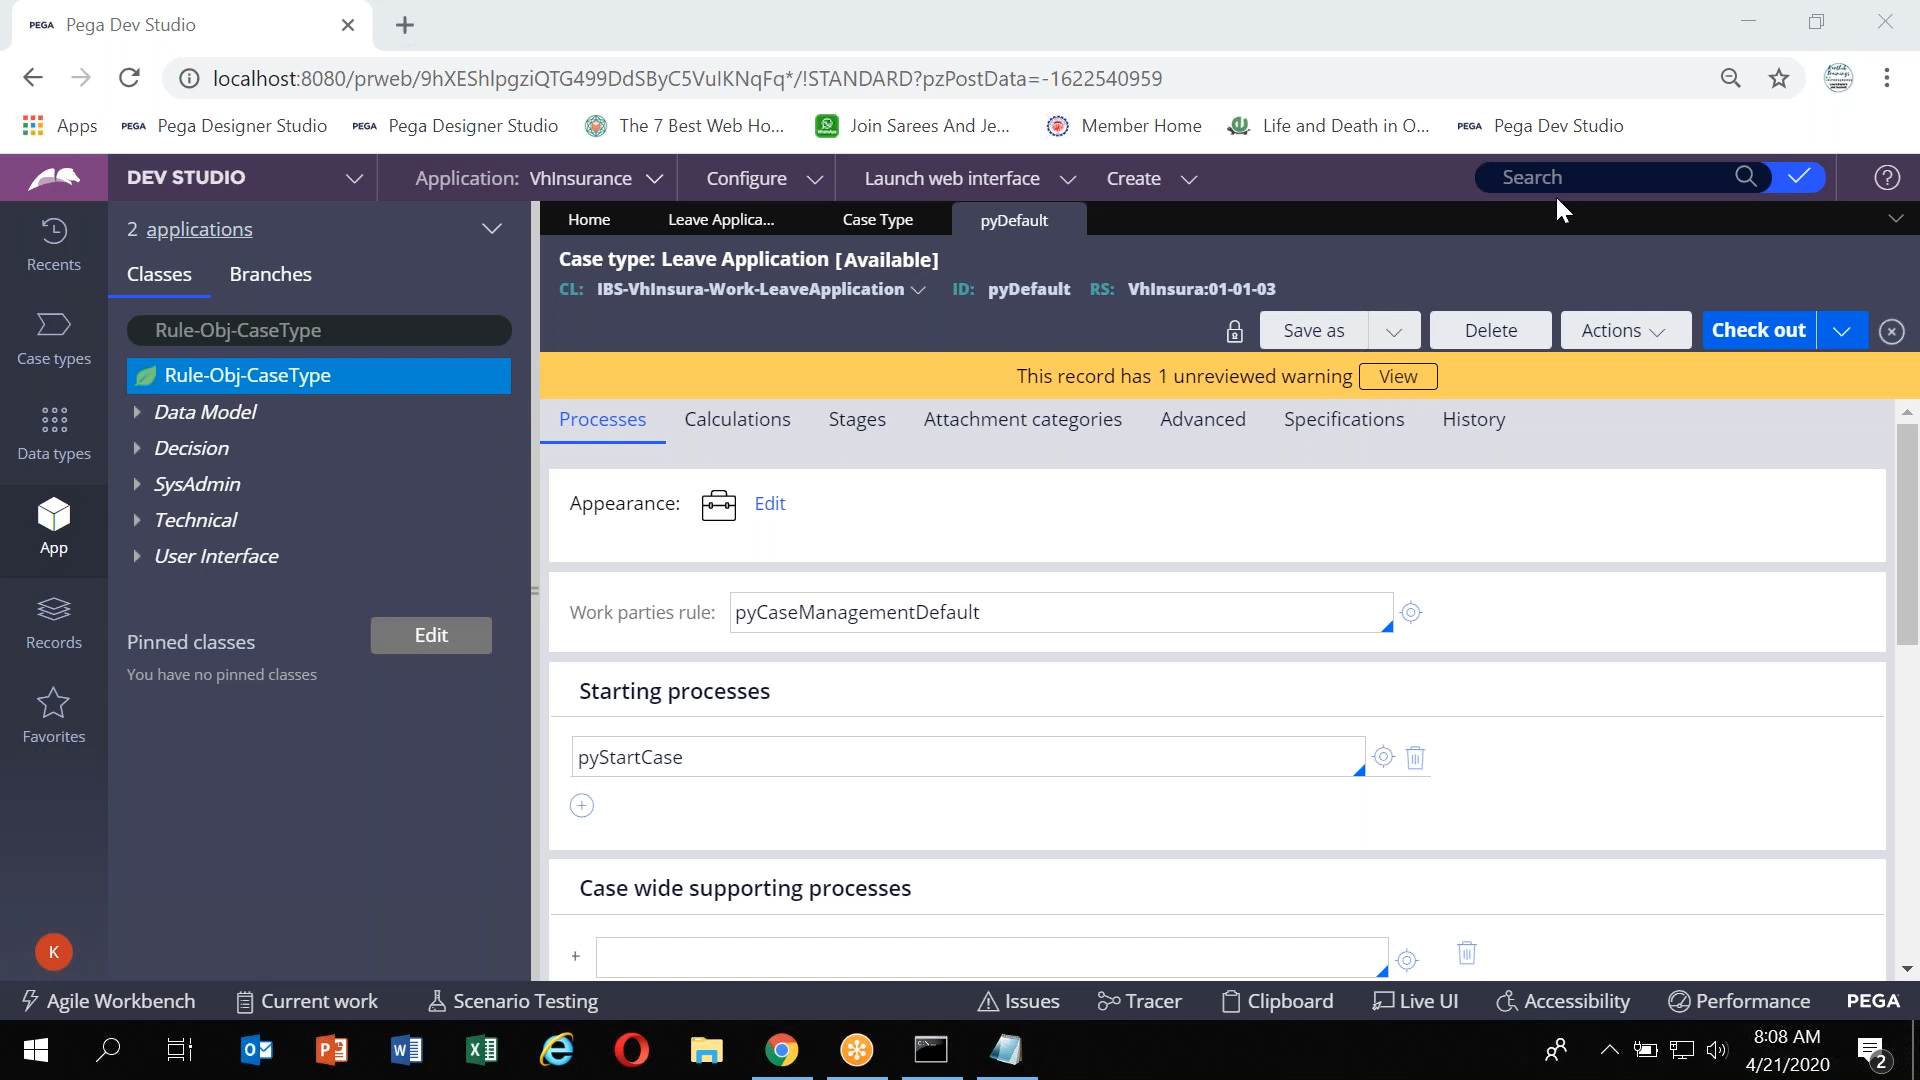 PEGA Pega Dev Studio
localhost:8080/prweb/9hXEShlpgziQTG499DdSByC5VulKNqFq*/!STANDARD?pzPostData=-1622540959
Apps PEGA Pega Designer Studio PEGA Pega Designer Studio The 7 Best Web Ho... Join Sarees And Je... Member Home Life and Death in O... PEGA Pega Dev Studio
DEV STUDIO Application: VhInsurance Configure Launch web interface Create Search
Recents
Case types
Data types
App
Records
Favorites
K
2 applications
Classes Branches
Rule-Obj-CaseType
Rule-Obj-CaseType
Data Model
Decision
SysAdmin
Technical
User Interface
Pinned classes Edit
You have no pinned classes
Home Leave Applica... Case Type pyDefault
Case type: Leave Application [Available]
CL: IBS-VhInsura-Work-LeaveApplication ID: pyDefault RS: VhInsura:01-01-03
Save as Delete Actions Check out
This record has 1 unreviewed warning View
Processes Calculations Stages Attachment categories Advanced Specifications History
Appearance: Edit
Work parties rule: pyCaseManagementDefault
Starting processes
pyStartCase
Case wide supporting processes
Agile Workbench Current work Scenario Testing Issues Tracer Clipboard Live UI Accessibility Performance PEGA
8:08 AM
4/21/2020
2